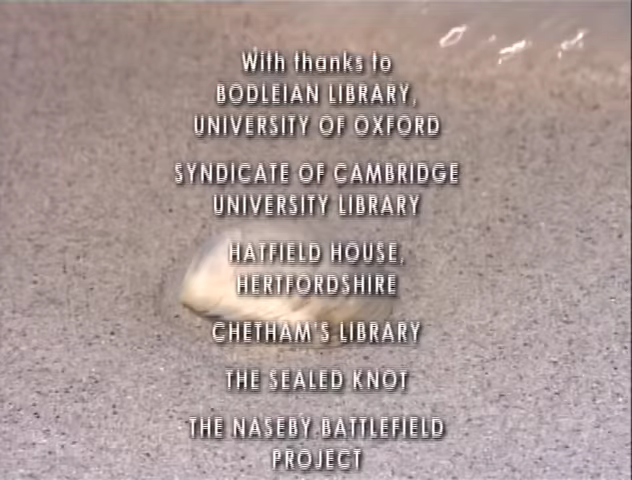 With thanks to
BODLEIAN LIBRARY,
UNIVERSITY OF OXFORD
SYNDICATE OF CAMBRIDGE
UNIVERSITY LIBRARY
HATFIELD HOUSE,
HERTFORDSHIRE
CHETHAM'S LIBRARY
THE SEALED KNOT
THE NASEBY BATTLEFIELD
PROJECT